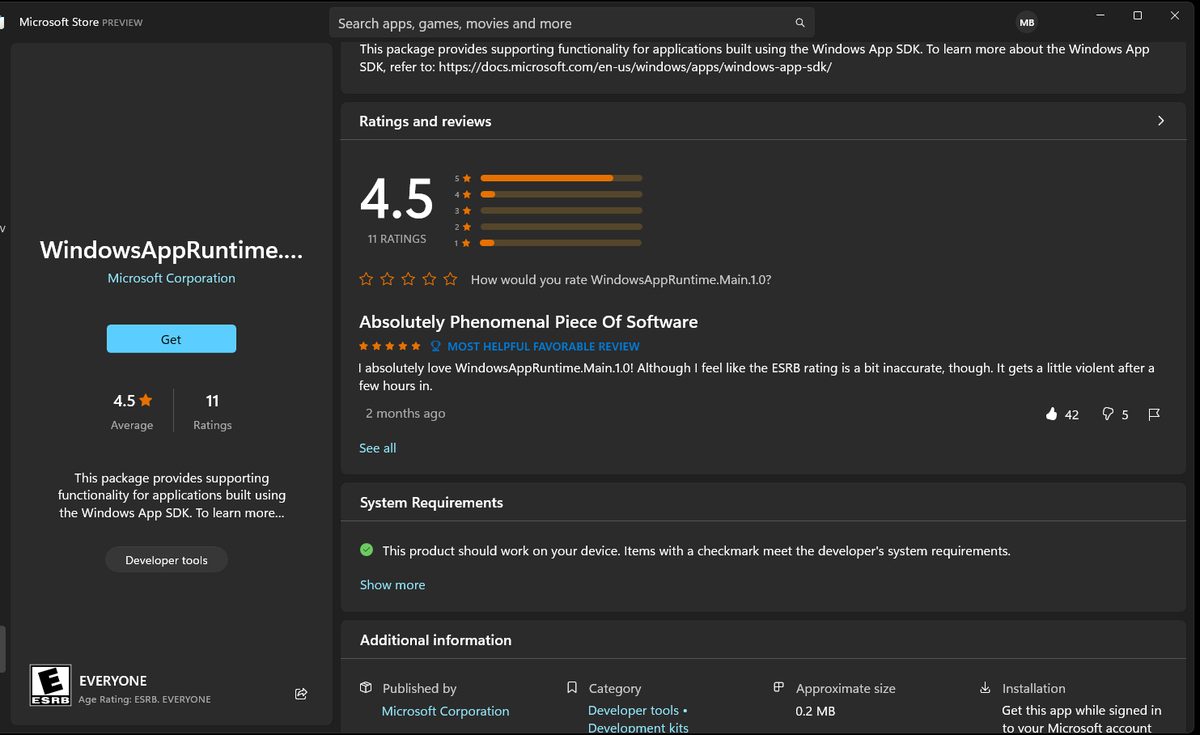 Microsoft Store PREVIEW
Search apps, games, movies and more
MB
This package provides supporting functionality for applications built using the Windows App SDK. To learn more about the Windows App
SDK, refer to: https://docs.microsoft.com/en-us/windows/apps/windows-app-sdk/
WindowsAppRuntime....
Microsoft Corporation
Get
4.5
11
Average
Ratings
This package provides supporting
functionality for applications built using
the Windows App SDK. To learn more...
Developer tools
E
ESRB
EVERYONE
Age Rating: ESRB. EVERYONE
Ratings and reviews
4.5
11 RATINGS
5
4
3
2
1
How would you rate WindowsAppRuntime.Main.1.0?
Absolutely Phenomenal Piece Of Software
MOST HELPFUL FAVORABLE REVIEW
I absolutely love WindowsAppRuntime.Main.1.0! Although I feel like the ESRB rating is a bit inaccurate, though. It gets a little violent after a
few hours in.
2 months ago
42
5
See all
System Requirements
This product should work on your device. Items with a checkmark meet the developer's system requirements.
Show more
Additional information
Published by
Microsoft Corporation
Category
Developer tools •
Development kits
Approximate size
0.2 MB
Installation
Get this app while signed in
to your Microsoft account